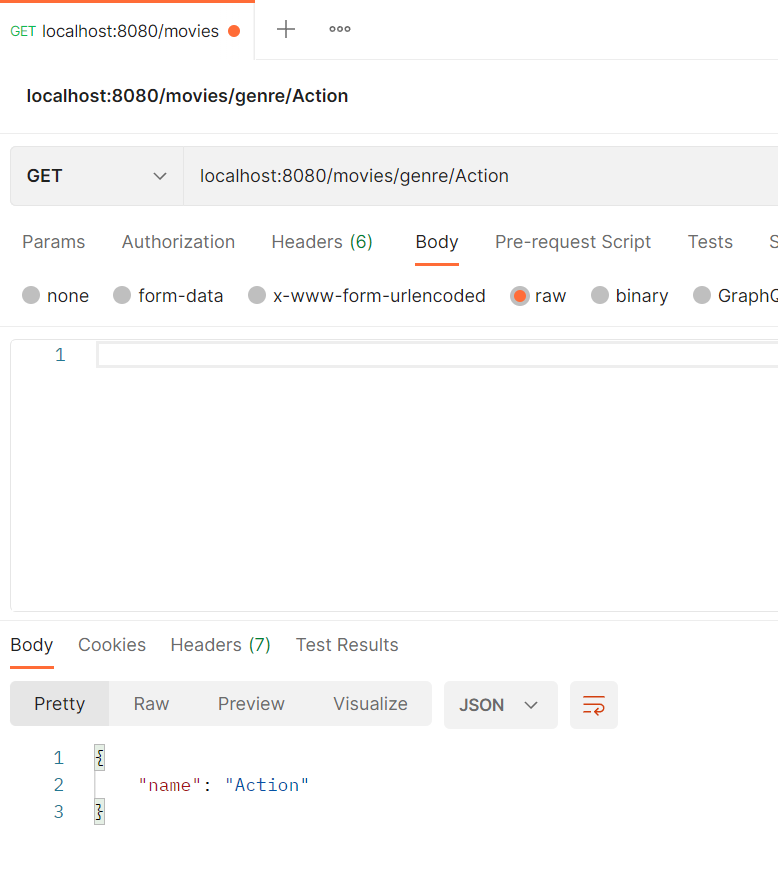 GET localhost:8080/movies
localhost:8080/movies/genre/Action
GET localhost:8080/movies/genre/Action
Params Authorization Headers (6) Body Pre-request Script Tests S
none form-data x-www-form-urlencoded raw binary GraphQ
1
Body Cookies Headers (7) Test Results
Pretty Raw Preview Visualize JSON
1 {
2 "name": "Action"
3 }